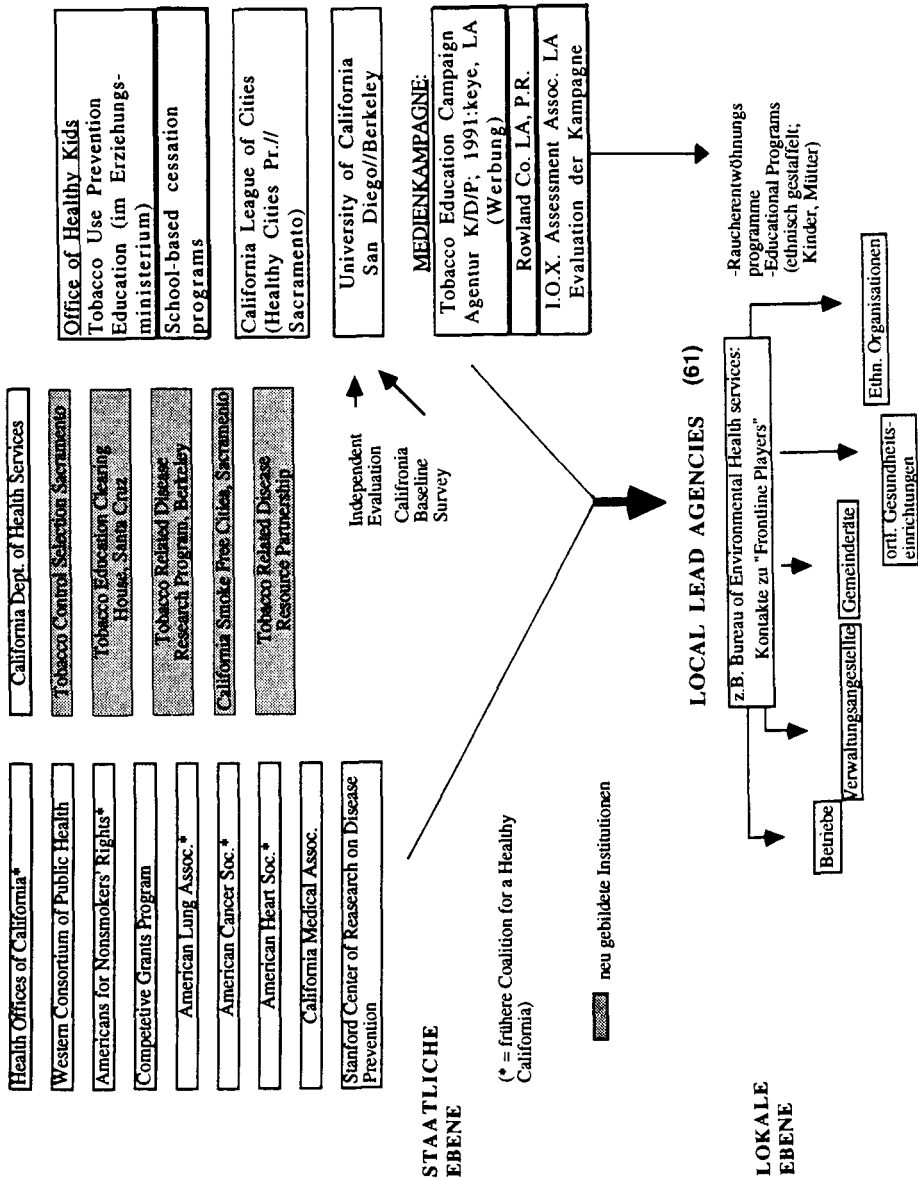 Health Offices of California*
Western Consortium of Public Health
Americans for Nonsmokers' Rights*
Competetive Grants Program
American Lung Assoc.*
American Cancer Soc.*
American Heart Soc.*
California Medical Assoc.
Stanford Center of Reasearch on Disease
Prevention
California Dept. of Health Services
Tobacco Control Selection Sacramento
Tobacco Education Clearing
House, Santa Cruz
Tobacco Related Disease
Research Program, Berkeley
California Smoke Free Cities, Sacramento
Tobacco Related Disease
Resource Partnership
Office of Healthy Kids
Tobacco Use Prevention
Education (im Erziehungs-
ministerium)
School-based cessation
programs
California League of Cities
(Healthy Cities Pr.//
Sacramento)
University of California
San Diego//Berkeley
Independent
Evaluation
Califronia
Baseline
Survey
MEDIENKAMPAGNE:
Tobacco Education Campaign
Agentur K/D/P; 1991:keye, LA
(Werbung)
Rowland Co. LA, P.R.
I.O.X. Assessment Assoc. LA
Evaluation der Kampagne
STAATLICHE
EBENE
(* = frühere Coalition for a Healthy
California)
neu gebildete Institutionen
LOCAL LEAD AGENCIES (61)
z.B. Bureau of Environmental Health services:
Kontakte zu "Frontline Players"
-Raucherentwöhnungs
programme
-Educational Programs
(ethnisch gestaffelt;
Kinder, Mütter)
LOKALE
EBENE
Betriebe
Verwaltungsangestellte
Gemeinderäte
ortl. Gesundheits-
einrichtungen
Ethn. Organisationen